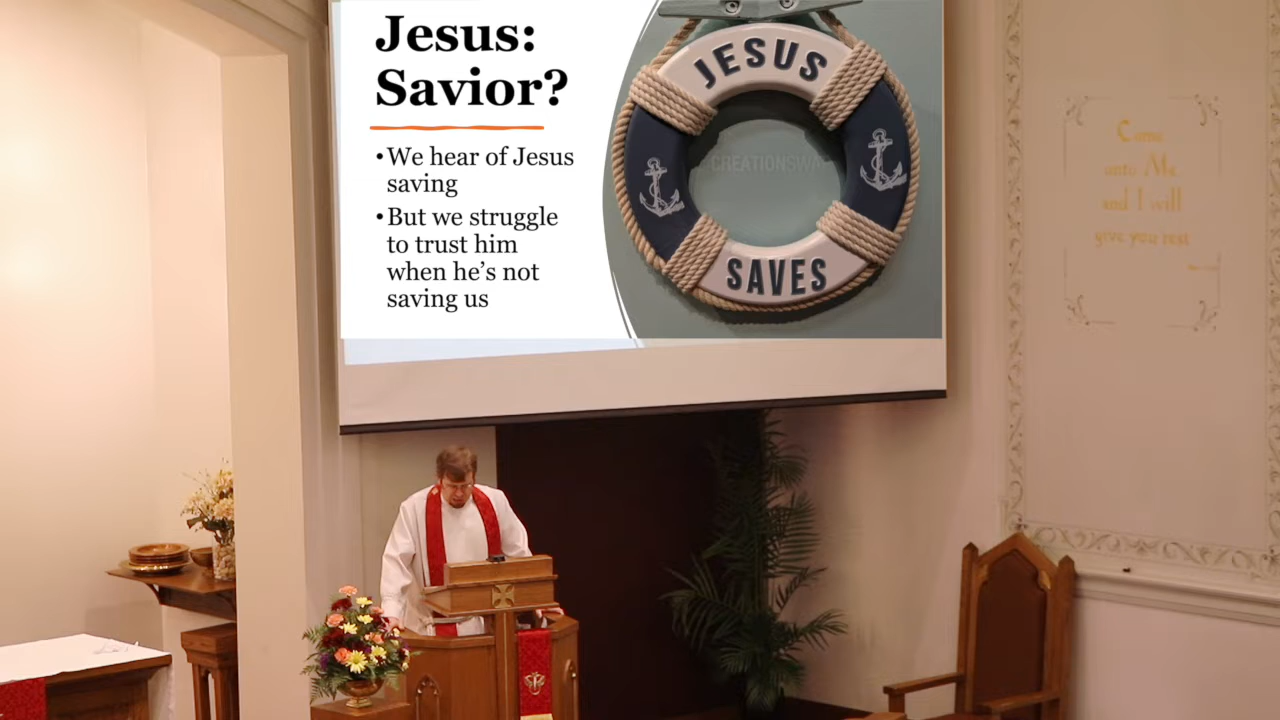 Jesus:
Savior?
•We hear of Jesus
saving
•But we struggle
to trust him
when he's not
saving us
JESUS
SAVES
CREATIONSWA
Come
unto Me
and I will
give you rest